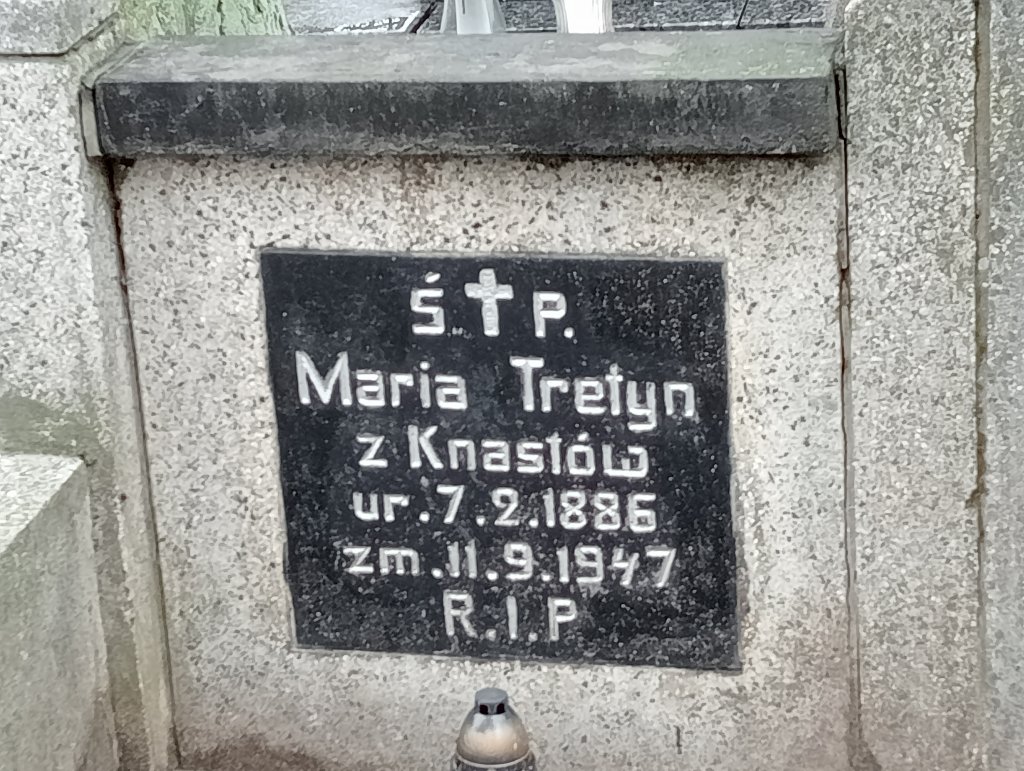 Ś † P.
Maria Tretyn
z Knastów
ur. 7.2.1886
zm. 11.9.1947
R.I.P